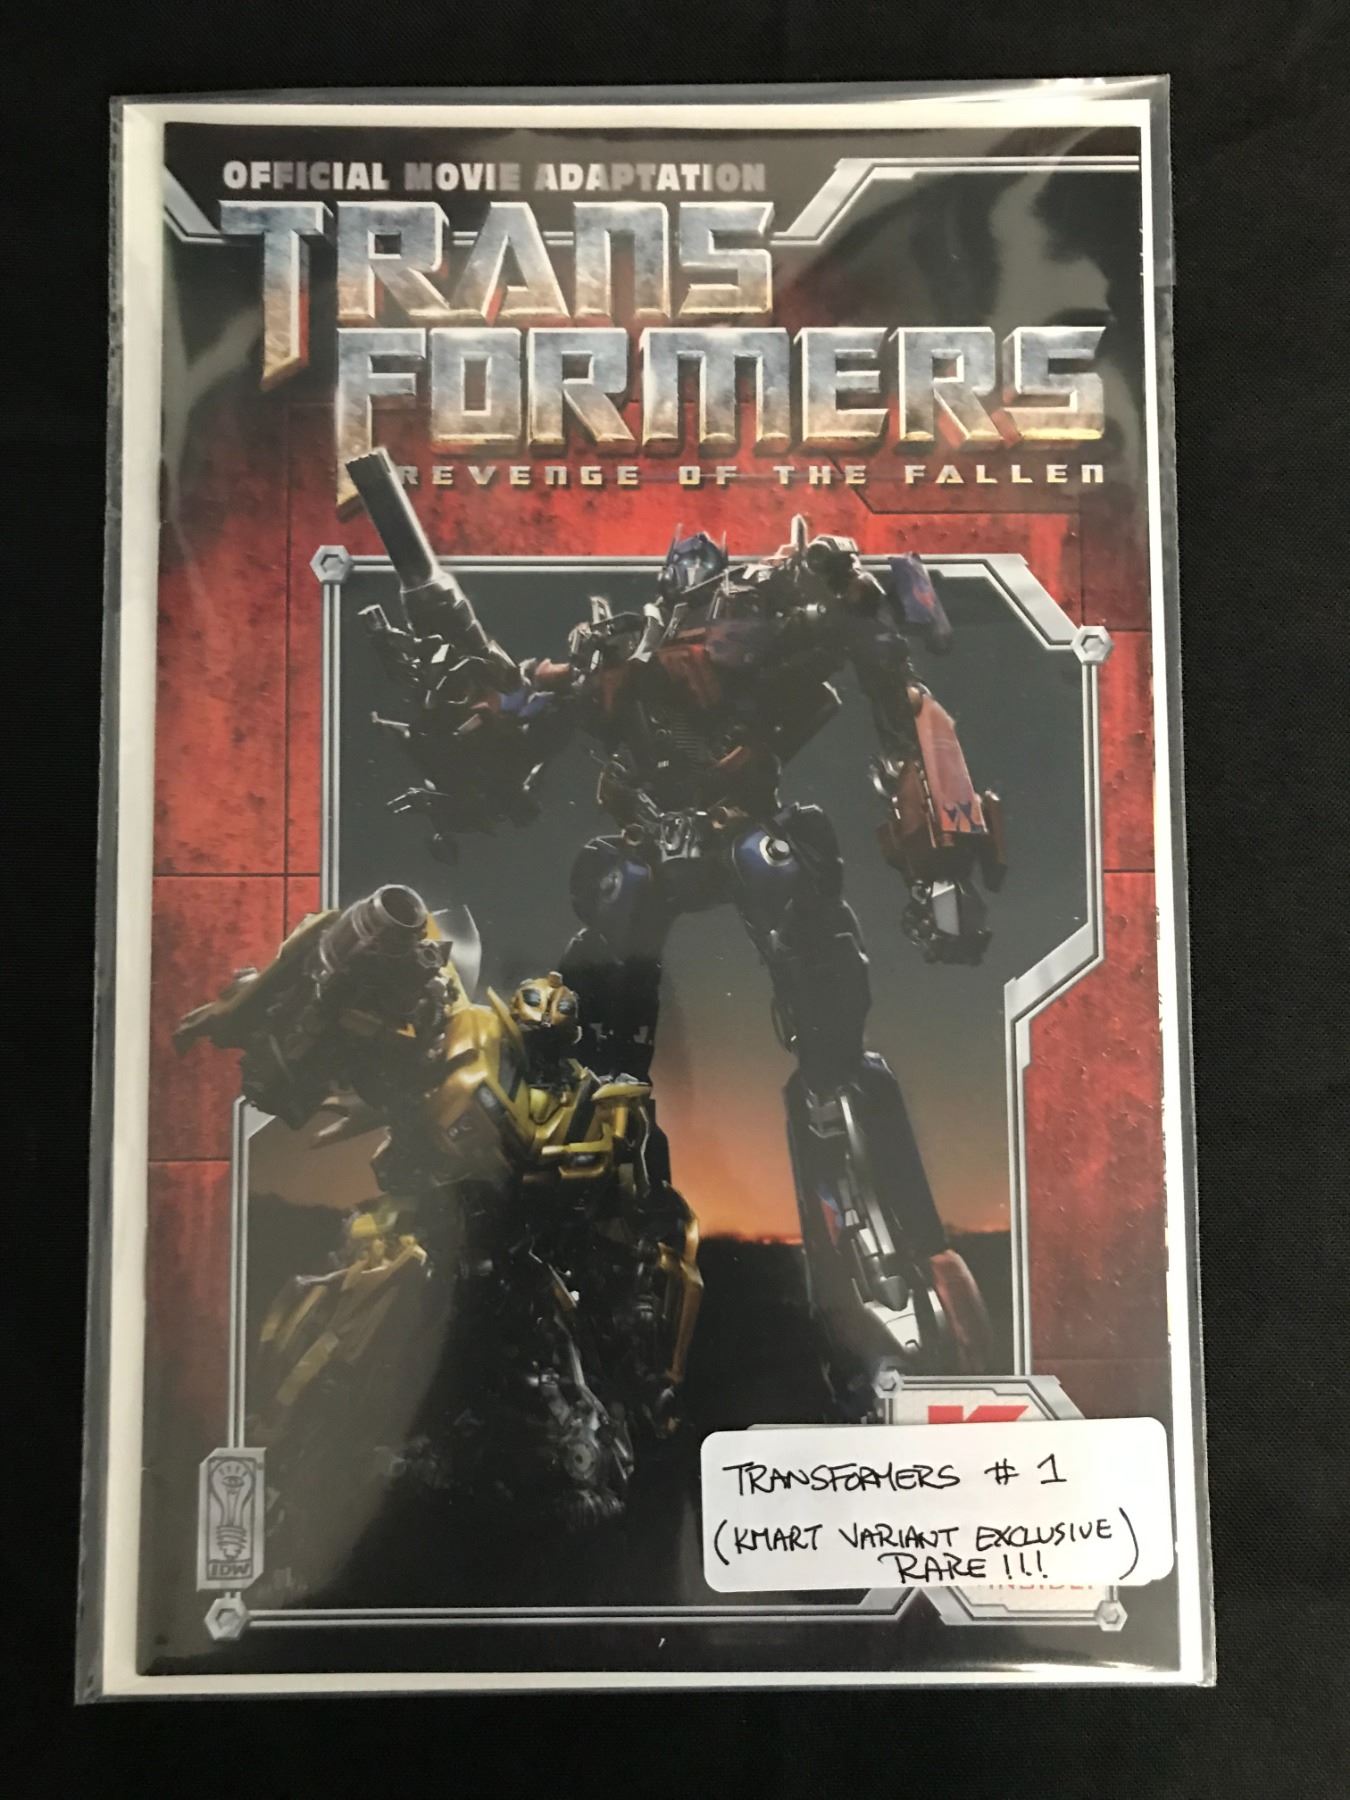 OFFICIAL MOVIE ADAPTATION
TRANS
FORMERS
REVENGE OF THE FALLEN
K
TRANSFORMERS # 1
(KMART VARIANT EXCLUSIVE
RARE!!!)
IDW